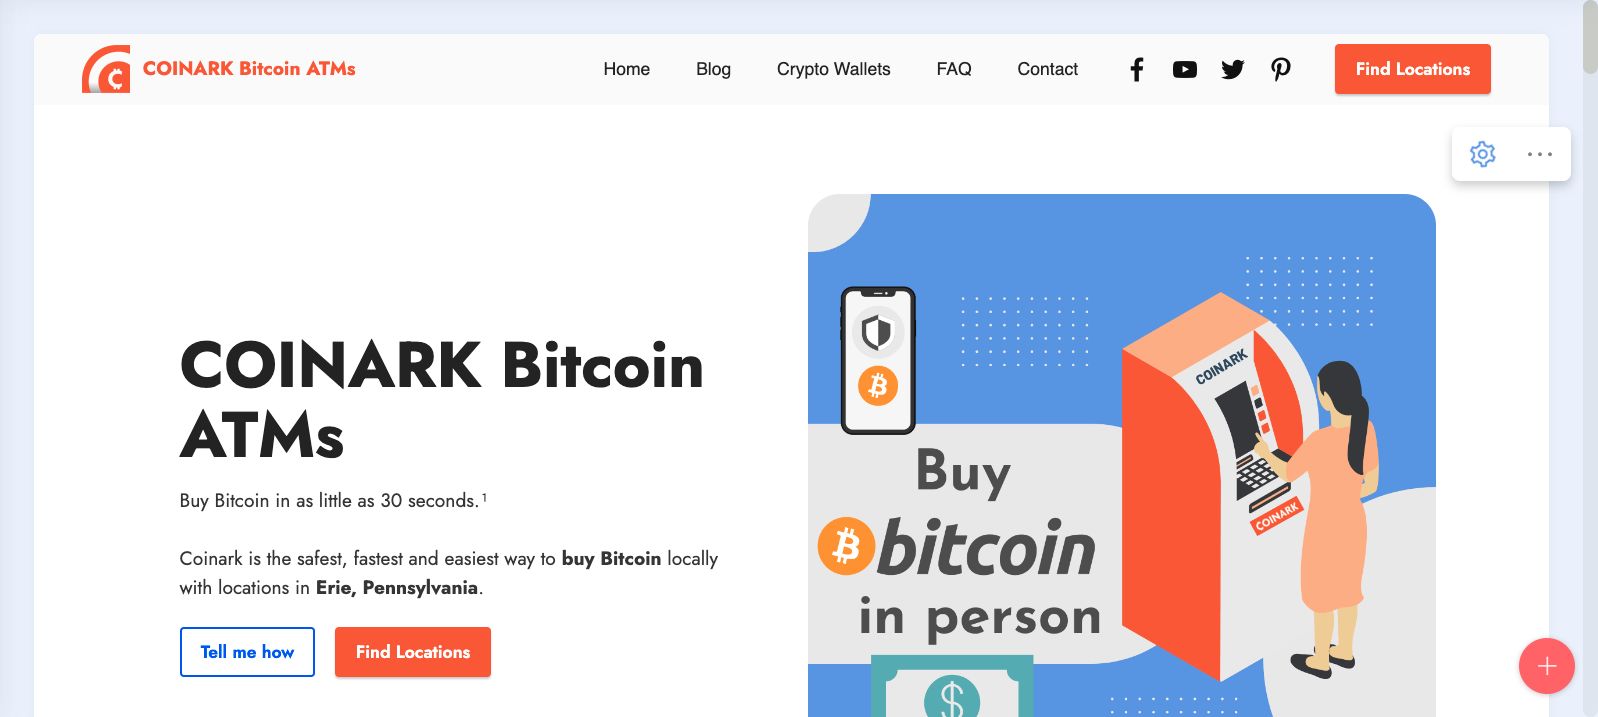 COINARK Bitcoin ATMs
Home Blog Crypto Wallets FAQ Contact
Find Locations
COINARK Bitcoin
ATMs
Buy Bitcoin in as little as 30 seconds.¹
Coinark is the safest, fastest and easiest way to buy Bitcoin locally
with locations in Erie, Pennsylvania.
Tell me how Find Locations
COINARK
Buy
bitcoin
in person
COINARK
$